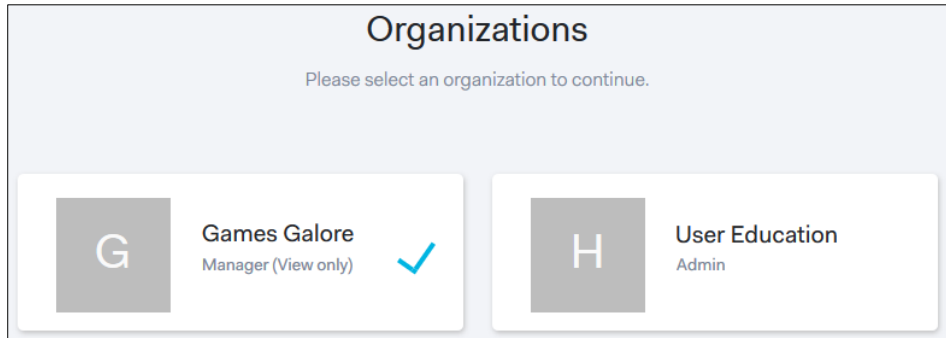 Organizations
Please select an organization to continue.
G
Games Galore
Manager (View only)
H
User Education
Admin